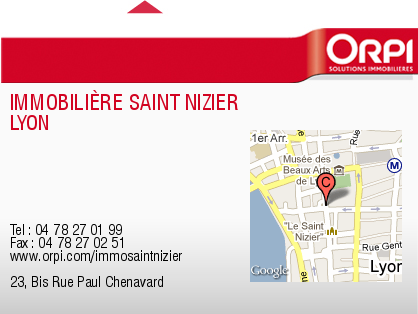 ORPI
SOLUTIONS IMMOBILIÈRES
IMMOBILIÈRE SAINT NIZIER
LYON
1er Arr.
Rue
Musée des
Beaux Arts
de L
M
C
"Le Saint
Nizier"
Rue Gent
Lyor
Google
Tel : 04 78 27 01 99
Fax : 04 78 27 02 51
www.orpi.com/immosaintnizier
23, Bis Rue Paul Chenavard